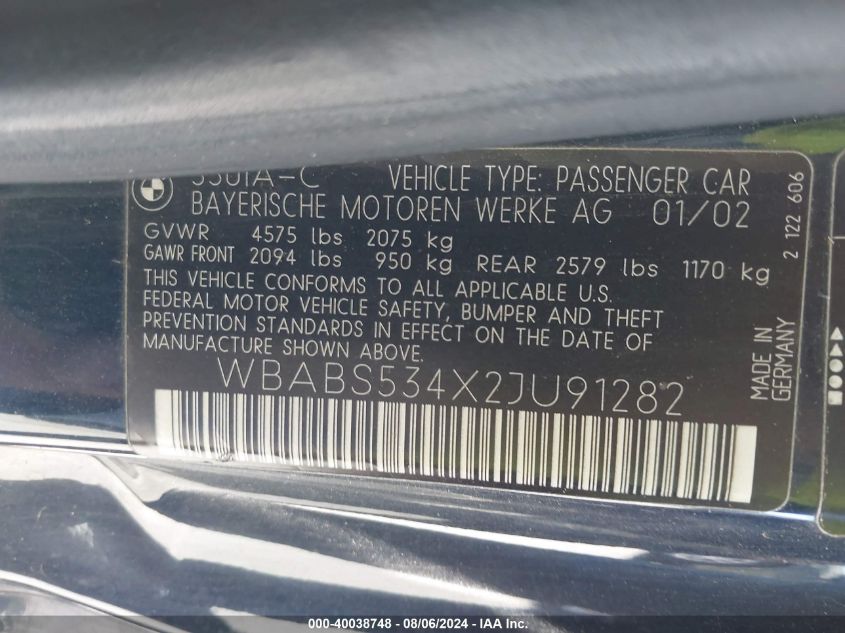 330IA-C VEHICLE TYPE: PASSENGER CAR
BAYERISCHE MOTOREN WERKE AG 01/02
GVWR 4575 lbs 2075 kg
GAWR FRONT 2094 lbs 950 kg REAR 2579 lbs 1170 kg
THIS VEHICLE CONFORMS TO ALL APPLICABLE U.S.
FEDERAL MOTOR VEHICLE SAFETY, BUMPER AND THEFT
PREVENTION STANDARDS IN EFFECT ON THE DATE OF
MANUFACTURE SHOWN ABOVE.
WBABS534X2JU91282
2 122 606
MADE IN
GERMANY
000-40038748 - 08/06/2024 - IAA Inc.